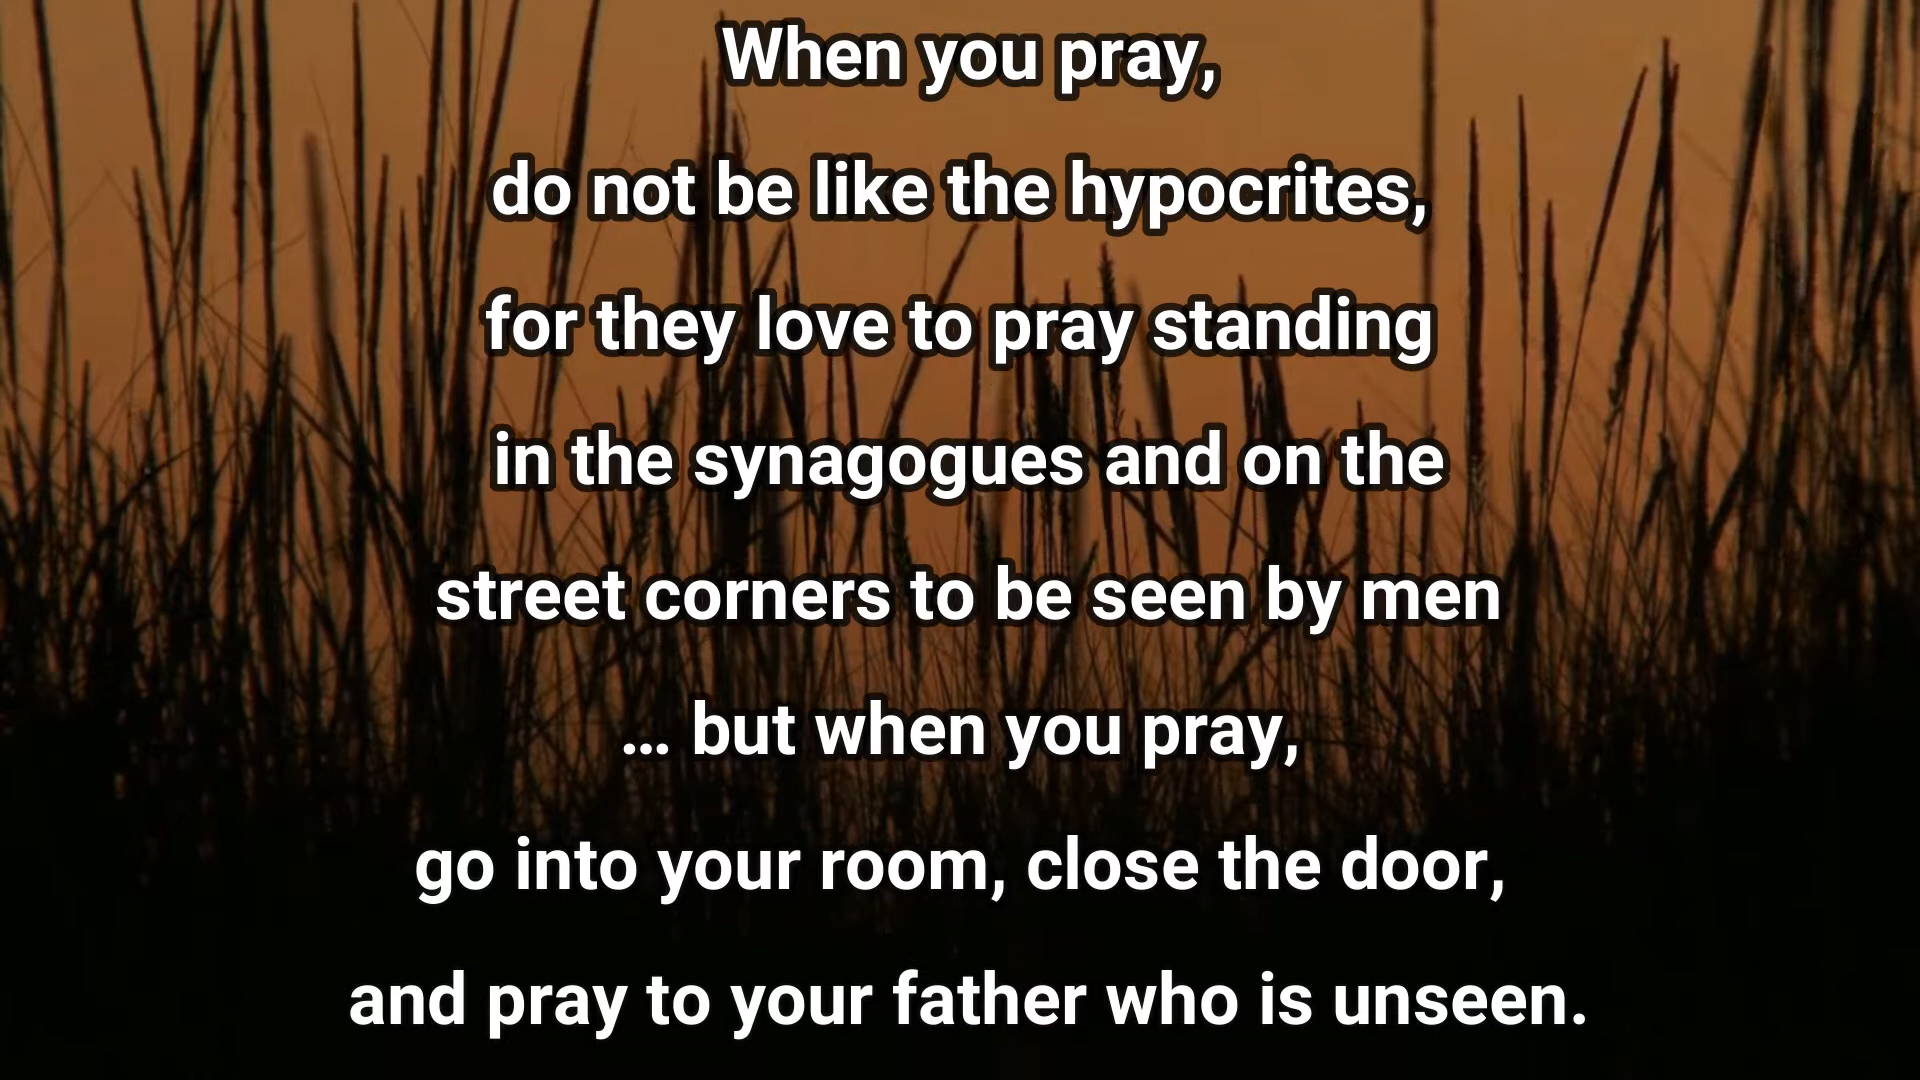 When you pray,
do not be like the hypocrites,
for they love to pray standing
in the synagogues and on the
street corners to be seen by men
... but when you pray,
go into your room, close the door,
and pray to your father who is unseen.